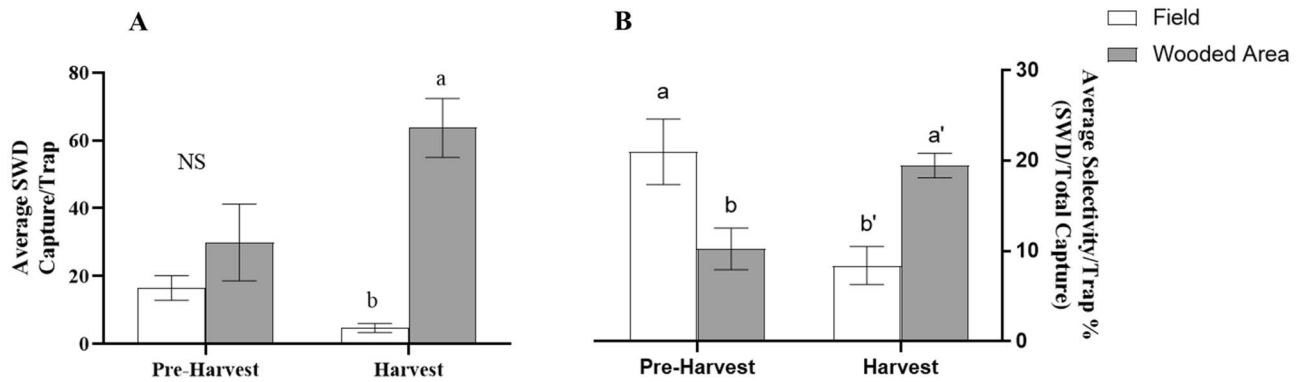 A
Average SWD
Capture/Trap
80
60
40
20
0
NS
b
a
Pre-Harvest
Harvest
B
a
b
b'
a'
Pre-Harvest
Harvest
30
20
10
0
Average Selectivity/Trap %
(SWD/Total Capture)
Field
Wooded Area